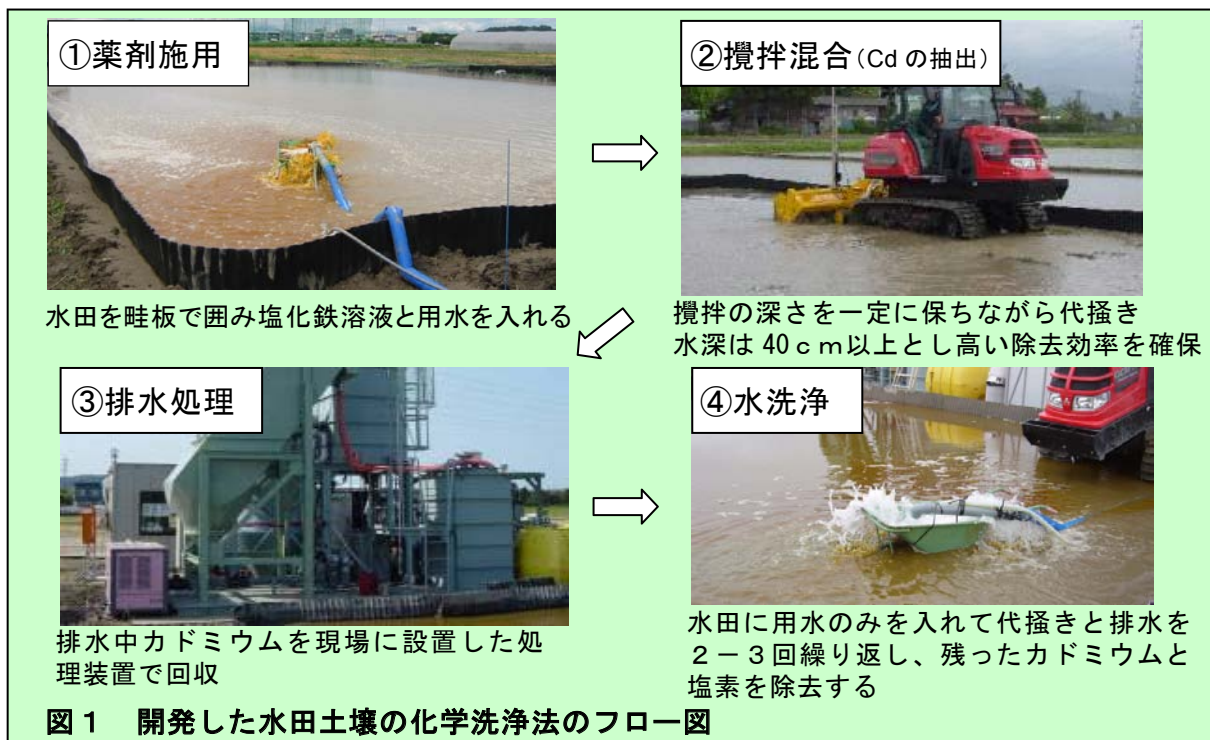 ①薬剤施用
②攪拌混合(Cdの抽出)
水田を畦板で囲み塩化鉄溶液と用水を入れる
攪拌の深さを一定に保ちながら代掻き
水深は40cm以上とし高い除去効率を確保
③排水処理
④水洗浄
排水中カドミウムを現場に設置した処
理装置で回収
水田に用水のみを入れて代掻きと排水を
2-3回繰り返し、残ったカドミウムと
塩素を除去する
図1 開発した水田土壌の化学洗浄法のフロー図